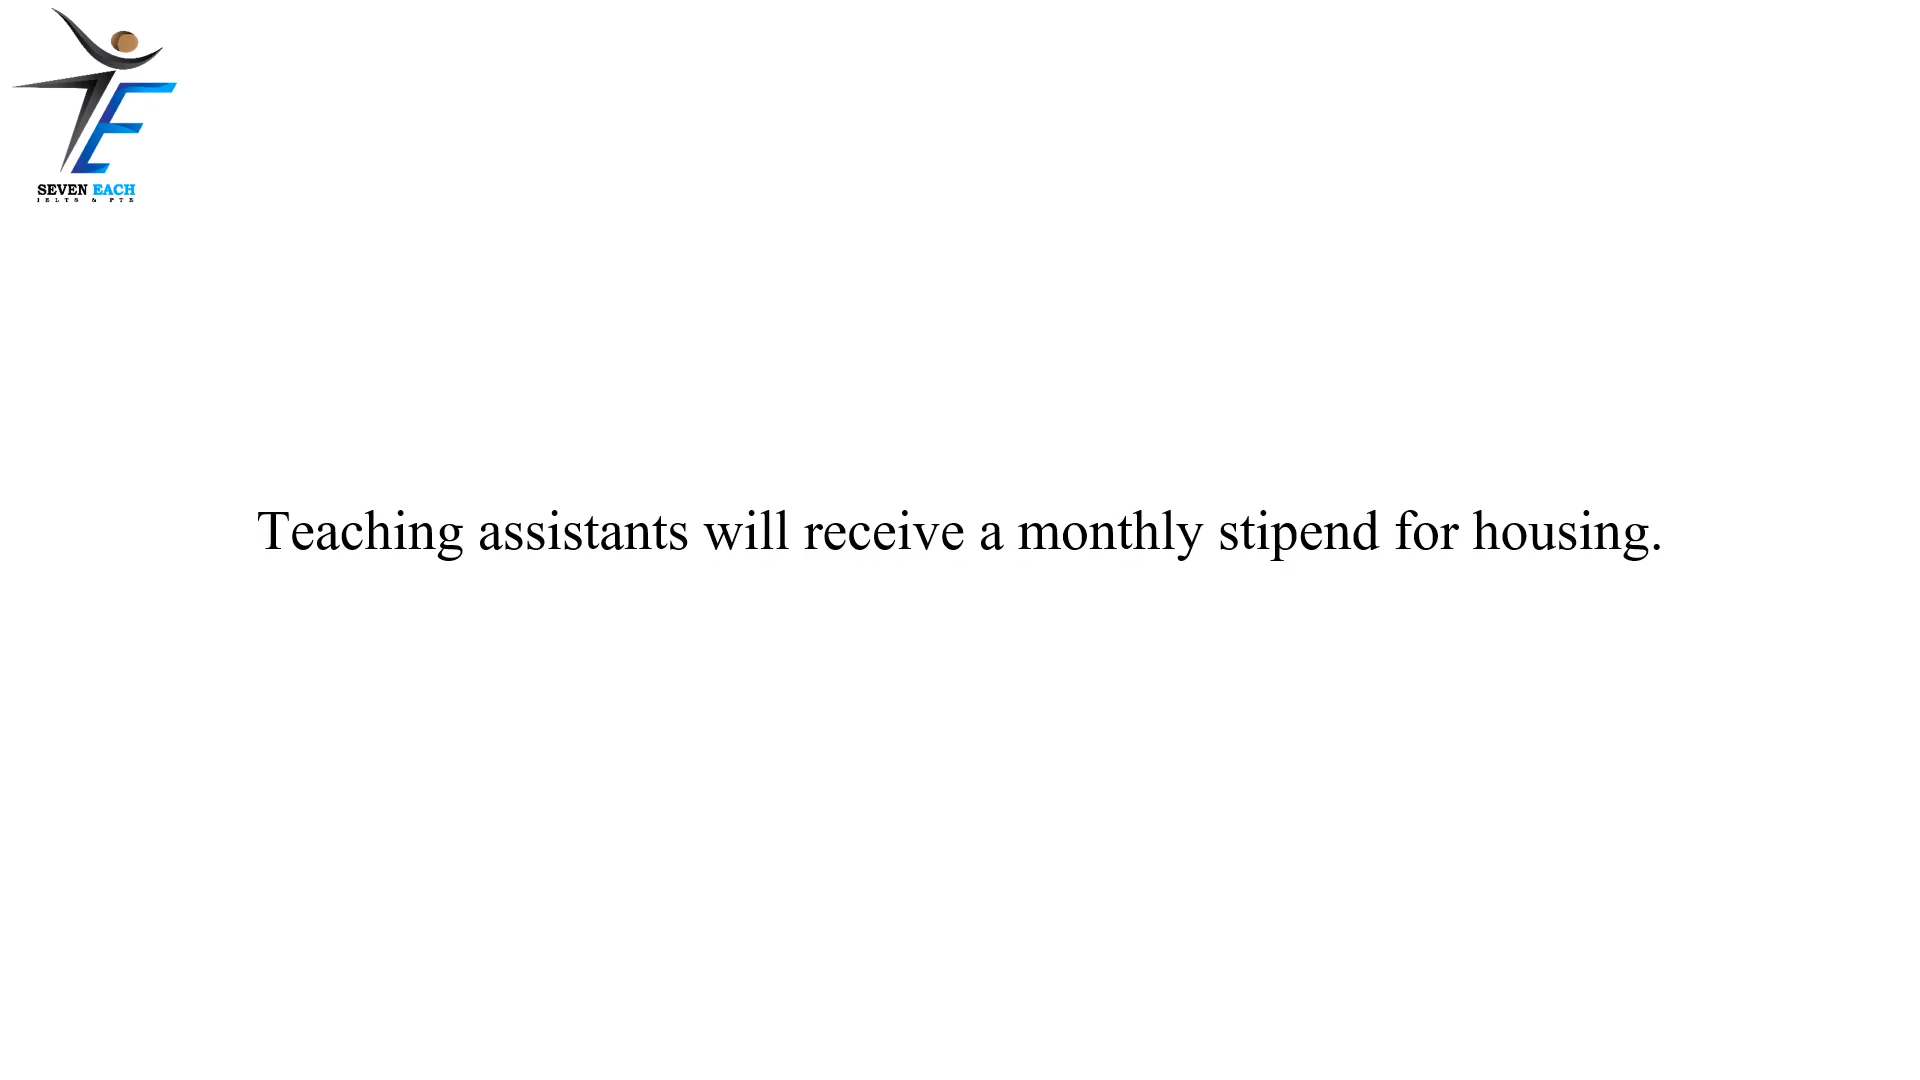 SEVEN EACH
IELTS & PTE
Teaching assistants will receive a monthly stipend for housing.